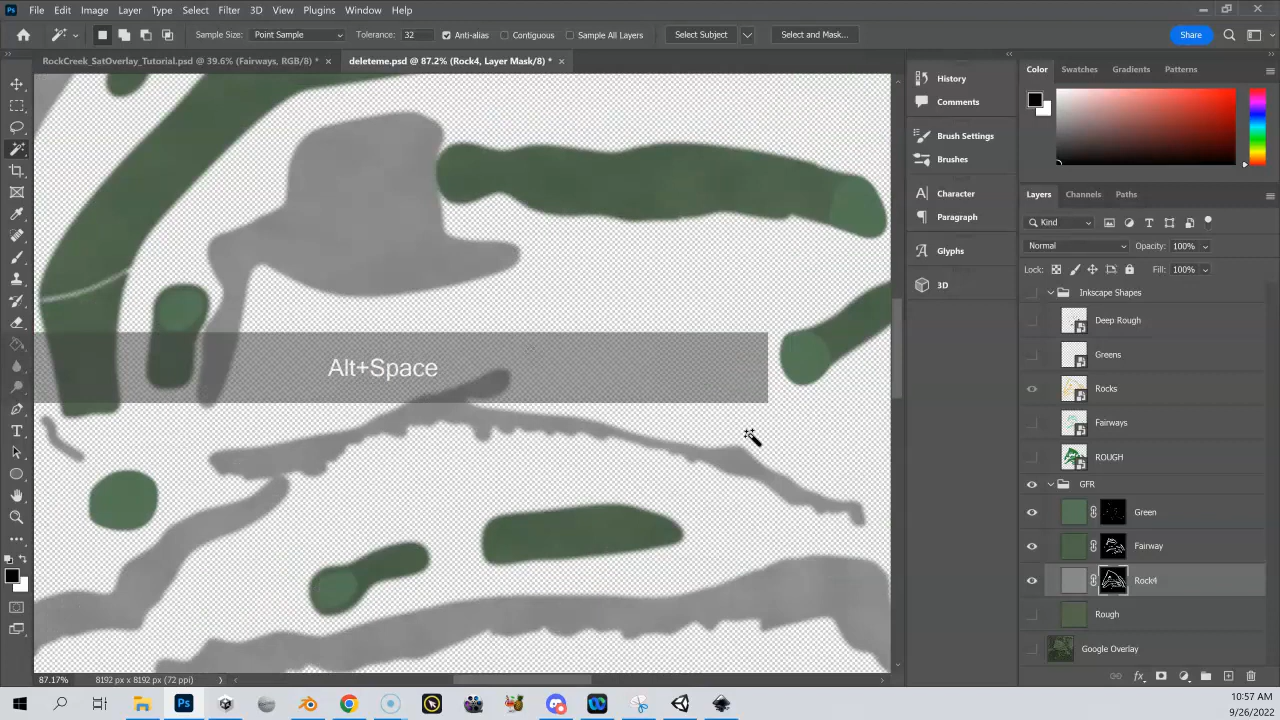 Ps File Edit Image Layer Type Select Filter 3D View Plugins Window Help
Sample Size: Point Sample Tolerance: 32 Anti-alias Contiguous Sample All Layers Select Subject Select and Mask... Share
RockCreek_SatOverlay_Tutorial.psd @ 39.6% (Fairways, RGB/8) * × deleteme.psd @ 87.2% (Rock4, Layer Mask/8) * ×
History
Comments
Brush Settings
Brushes
Character
Paragraph
Glyphs
3D
Color Swatches Gradients Patterns
Layers Channels Paths
Kind
Normal Opacity: 100%
Lock: Fill: 100%
Inkscape Shapes
Deep Rough
Greens
Rocks
Fairways
ROUGH
GFR
Green
Fairway
Rock4
Rough
Google Overlay
Alt+Space
87.17% 8192 px x 8192 px (72 ppi)
10:57 AM
9/26/2022